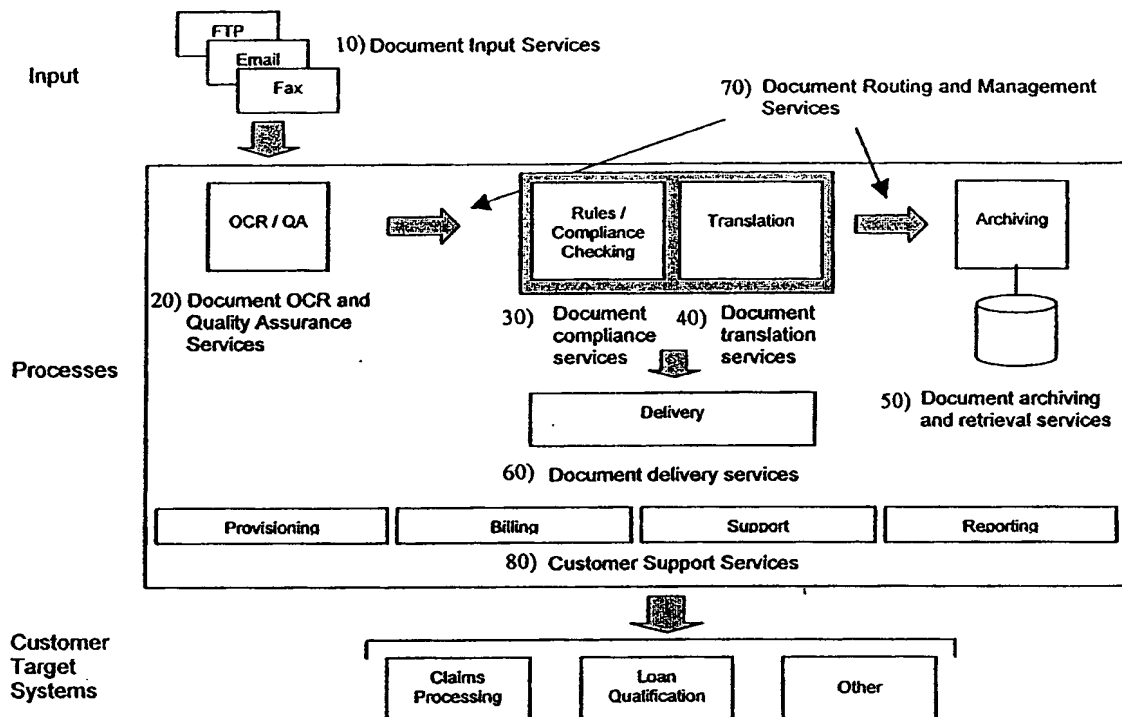 FTP
Email
Fax
10) Document Input Services
Input
70) Document Routing and Management
Services
OCR / QA
Rules /
Compliance
Checking
Translation
Archiving
20) Document OCR and
Quality Assurance
Services
30) Document
compliance
services
40) Document
translation
services
Processes
50) Document archiving
and retrieval services
Delivery
60) Document delivery services
Provisioning
Billing
Support
Reporting
80) Customer Support Services
Customer
Target
Systems
Claims
Processing
Loan
Qualification
Other